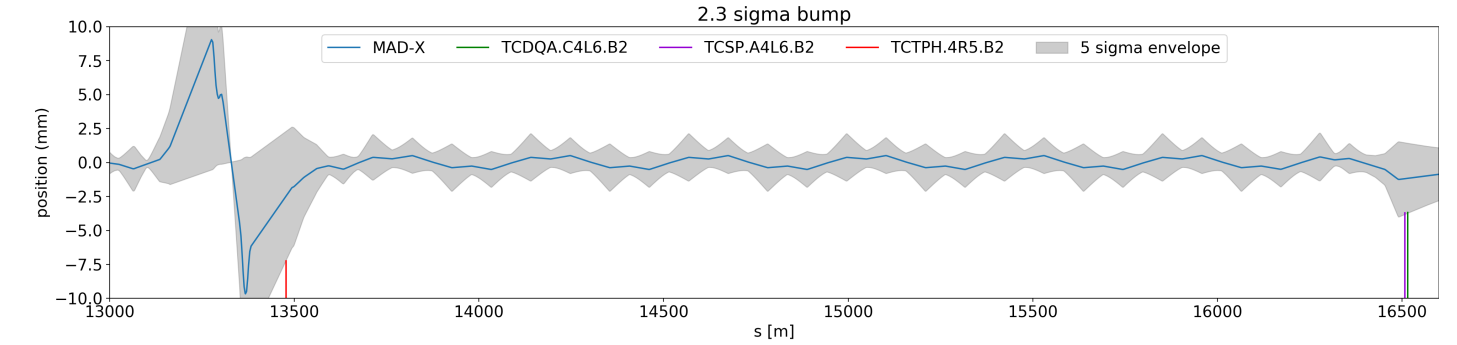 2.3 sigma bump
MAD-X TCDQA.C4L6.B2 TCSP.A4L6.B2 TCTPH.4R5.B2 5 sigma envelope
position (mm)
10.0
7.5
5.0
2.5
0.0
−2.5
−5.0
−7.5
−10.0
13000 13500 14000 14500 15000 15500 16000 16500
s [m]